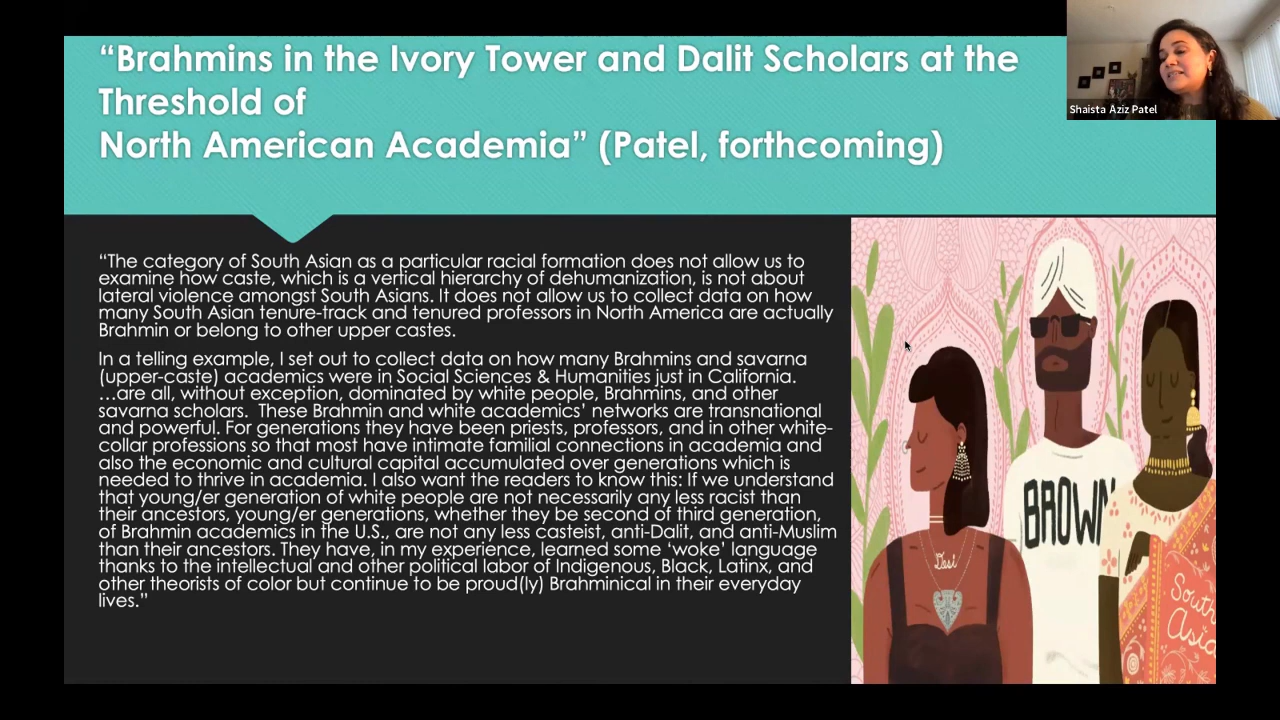 “Brahmins in the Ivory Tower and Dalit Scholars at the
Threshold of
North American Academia” (Patel, forthcoming)
Shaista Aziz Patel
“The category of South Asian as a particular racial formation does not allow us to
examine how caste, which is a vertical hierarchy of dehumanization, is not about
lateral violence amongst South Asians. It does not allow us to collect data on how
many South Asian tenure-track and tenured professors in North America are actually
Brahmin or belong to other upper castes.
In a telling example, I set out to collect data on how many Brahmins and savarna
(upper-caste) academics were in Social Sciences & Humanities just in California.
…are all, without exception, dominated by white people, Brahmins, and other
savarna scholars.  These Brahmin and white academics’ networks are transnational
and powerful. For generations they have been priests, professors, and in other white-
collar professions so that most have intimate familial connections in academia and
also the economic and cultural capital accumulated over generations which is
needed to thrive in academia. I also want the readers to know this: If we understand
that young/er generation of white people are not necessarily any less racist than
their ancestors, young/er generations, whether they be second of third generation,
of Brahmin academics in the U.S., are not any less casteist, anti-Dalit, and anti-Muslim
than their ancestors. They have, in my experience, learned some ‘woke’ language
thanks to the intellectual and other political labor of Indigenous, Black, Latinx, and
other theorists of color but continue to be proud(ly) Brahminical in their everyday
lives.”
BROWN
Desi
South
Asia